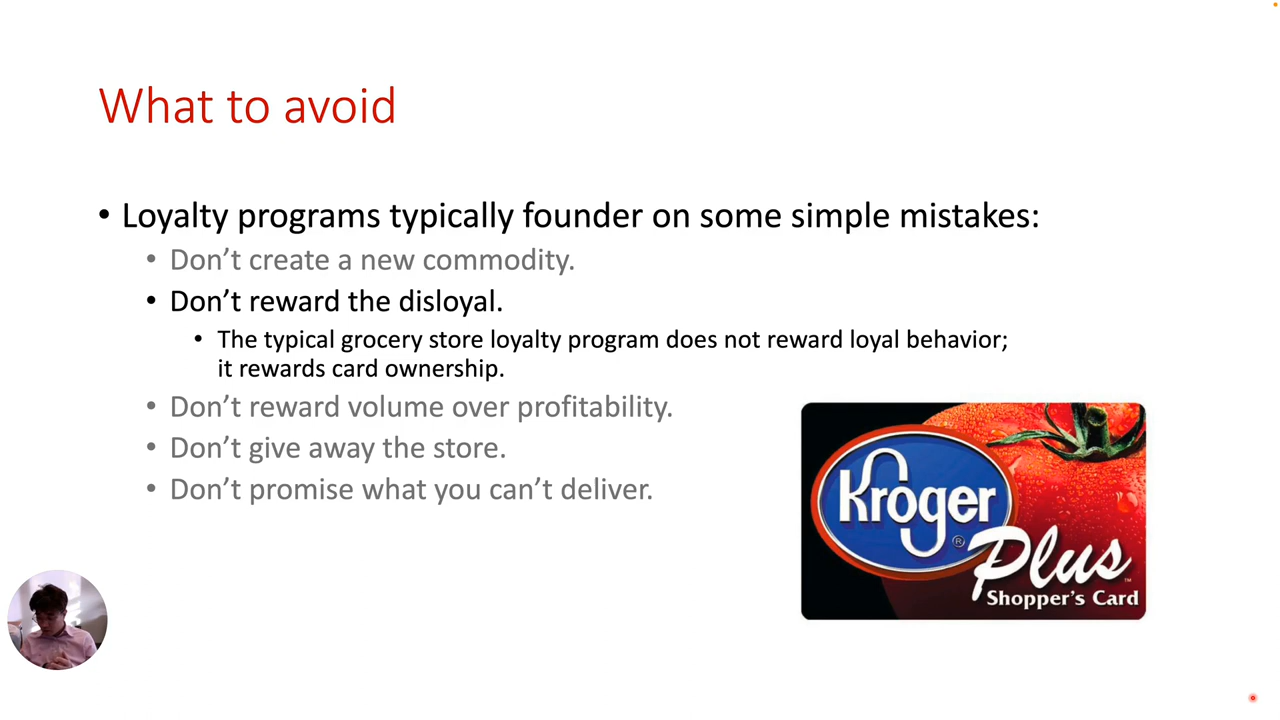 What to avoid
• Loyalty programs typically founder on some simple mistakes:
• Don’t create a new commodity.
• Don’t reward the disloyal.
• The typical grocery store loyalty program does not reward loyal behavior;
it rewards card ownership.
• Don’t reward volume over profitability.
• Don’t give away the store.
• Don’t promise what you can’t deliver.
Kroger
®
Plus
™
Shopper’s Card